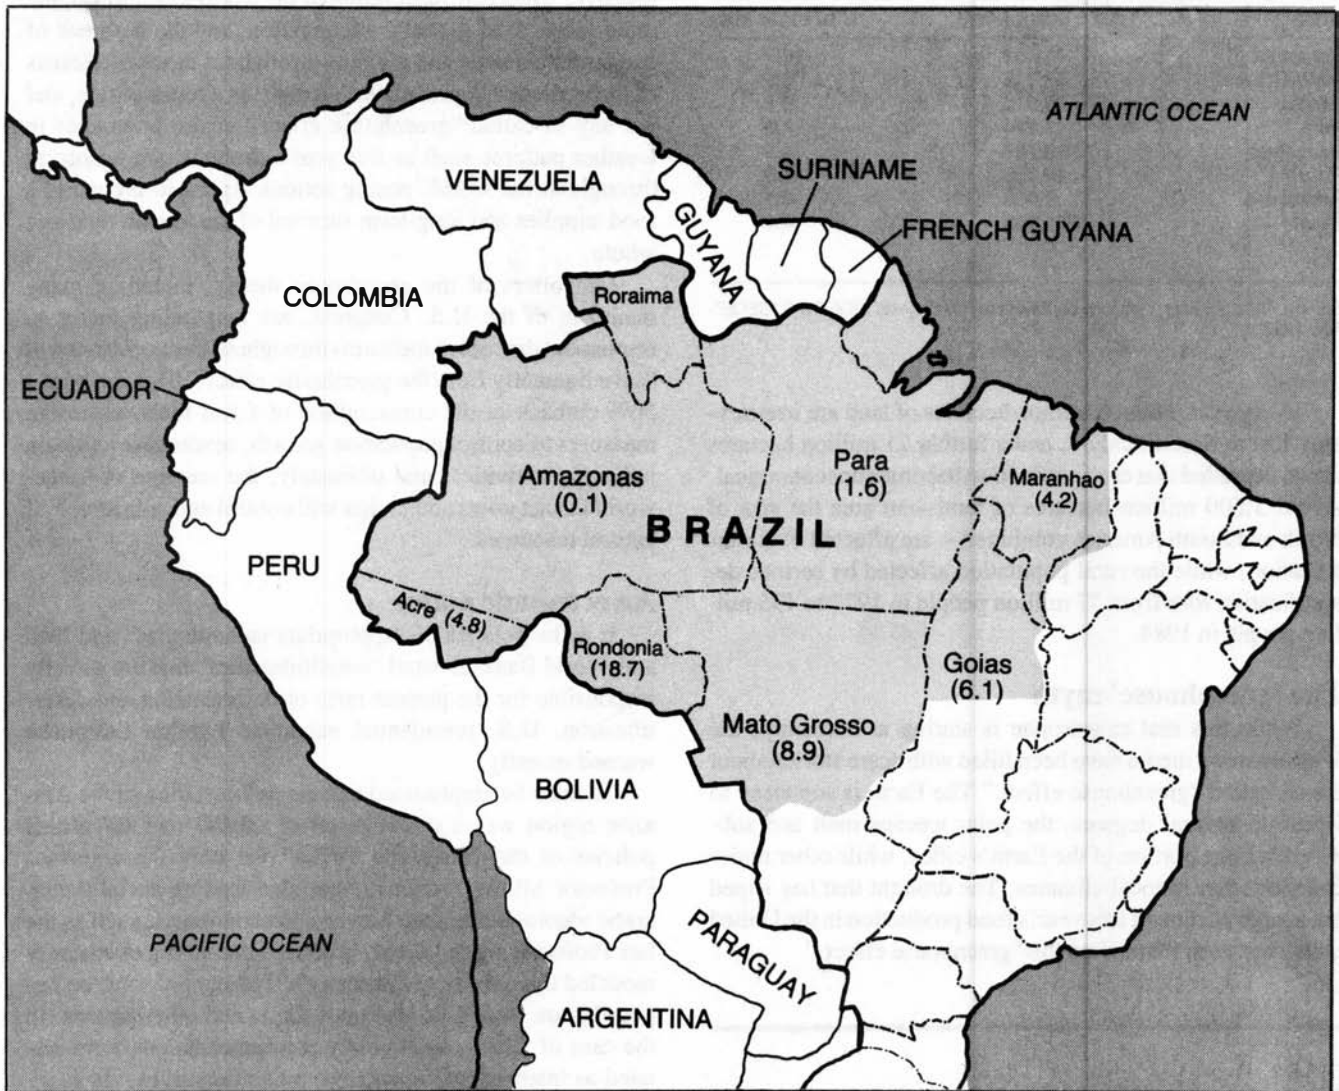 ATLANTIC OCEAN
VENEZUELA
SURINAME
GUYANA
FRENCH GUYANA
COLOMBIA
Roraima
ECUADOR
Amazonas
(0.1)
Para
(1.6)
Maranhao
(4.2)
BRAZIL
PERU
Acre
(4.8)
Rondonia
(18.7)
Goias
(6.1)
Mato Grosso
(8.9)
BOLIVIA
PACIFIC OCEAN
PARAGUAY
ARGENTINA